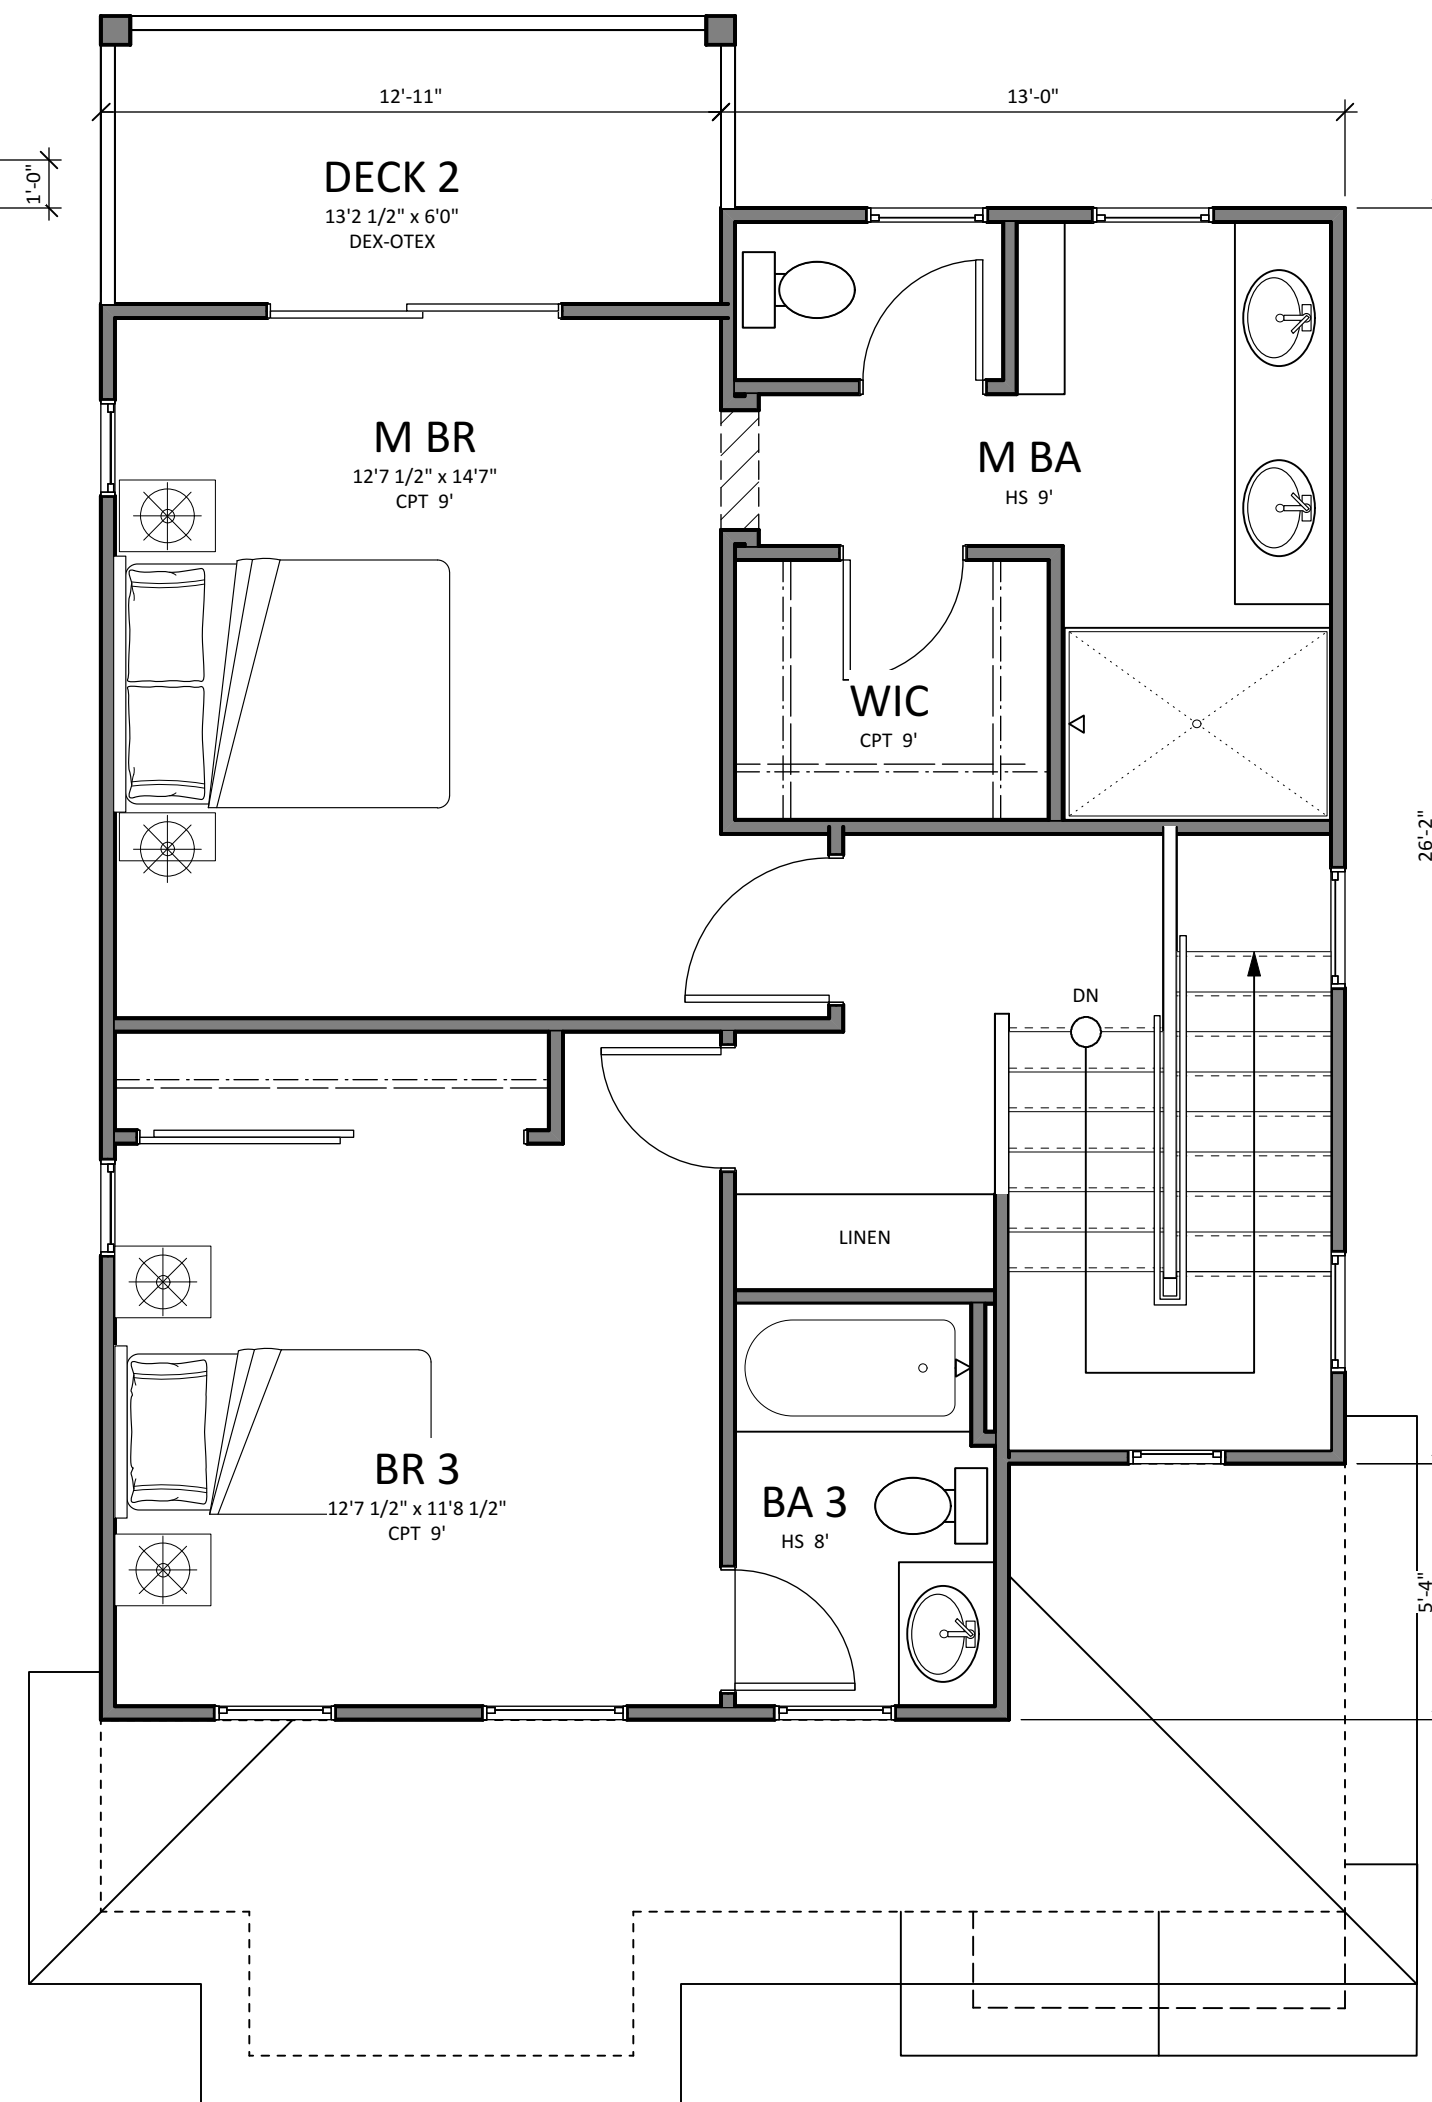 12'-11"
13'-0"
1'-0"
DECK 2
13'2 1/2" x 6'0"
DEX-OTEX
M BR
12'7 1/2" x 14'7"
CPT 9'
M BA
HS 9'
WIC
CPT 9'
26'-2"
DN
LINEN
BR 3
12'7 1/2" x 11'8 1/2"
CPT 9'
BA 3
HS 8'
5'-4"